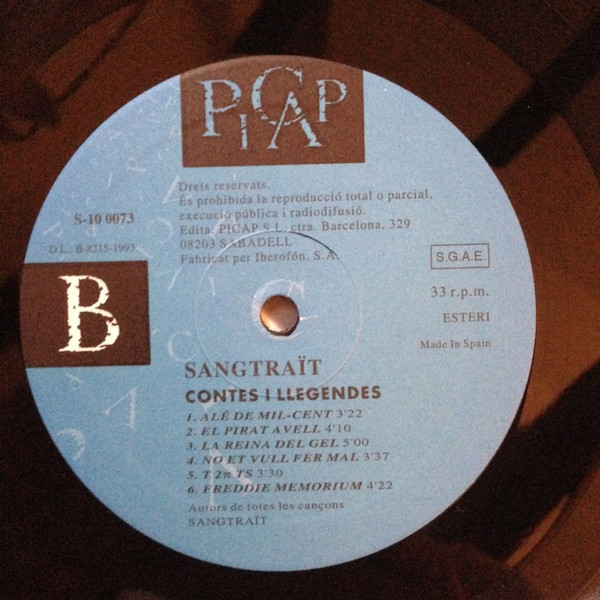 PICAP
Drets reservats.
És prohibida la reproducció total o parcial,
execució pública i radiodifusió.
Edita: PICAP S.L. ctra. Barcelona, 329
08203 SABADELL
Fabricat per Iberofón, S.A.
S-10 0073
D.L. B-8215-1993
B
S.G.A.E.
33 r.p.m.
ESTERI
Made In Spain
SANGTRAÏT
CONTES I LLEGENDES
1. ALÈ DE MIL-CENT 3'22
2. EL PIRAT AVELL 4'10
3. LA REINA DEL GEL 5'00
4. NO ET VULL FER MAL 3'37
5. T 2π TS 3'30
6. FREDDIE MEMORIUM 4'22
Autors de totes les cançons
SANGTRAÏT